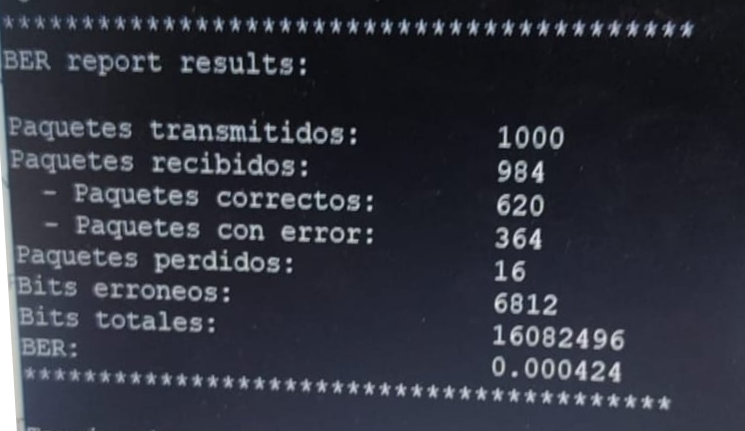 ********************************************
BER report results:
Paquetes transmitidos: 1000
Paquetes recibidos: 984
- Paquetes correctos: 620
- Paquetes con error: 364
Paquetes perdidos: 16
Bits erroneos: 6812
Bits totales: 16082496
BER: 0.000424
********************************************